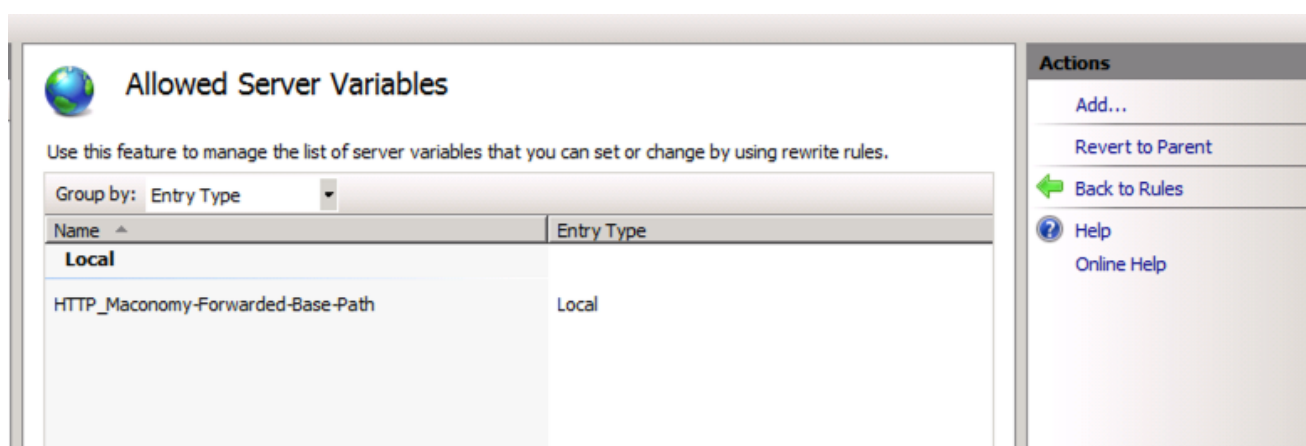 Allowed Server Variables
Use this feature to manage the list of server variables that you can set or change by using rewrite rules.
Group by: Entry Type
Name Entry Type
Local
HTTP_Maconomy-Forwarded-Base-Path Local
Actions
Add...
Revert to Parent
Back to Rules
Help
Online Help